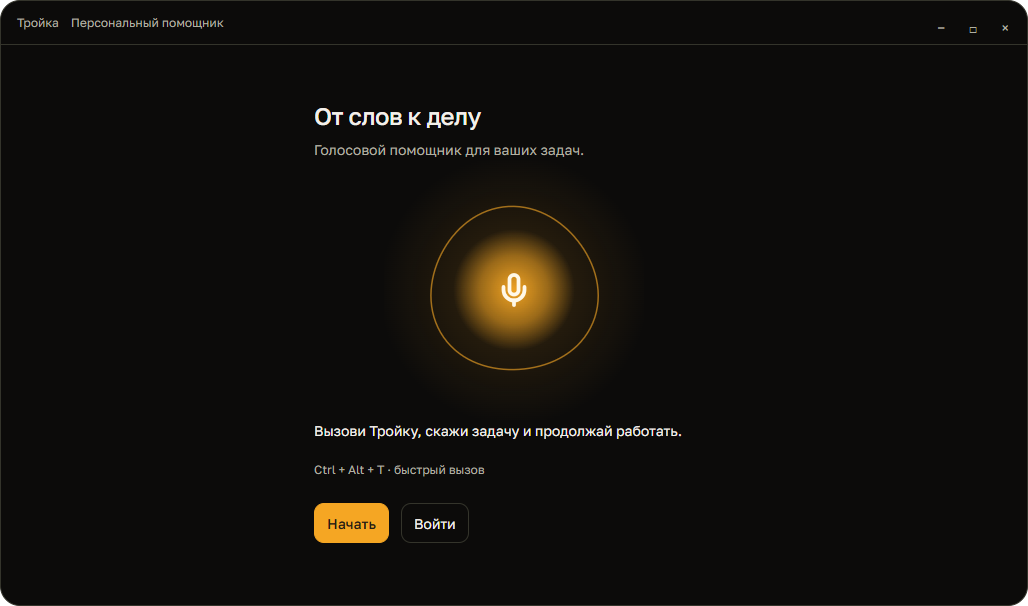 Тройка Персональный помощник
От слов к делу
Голосовой помощник для ваших задач.
Вызови Тройку, скажи задачу и продолжай работать.
Ctrl + Alt + T · быстрый вызов
Начать Войти